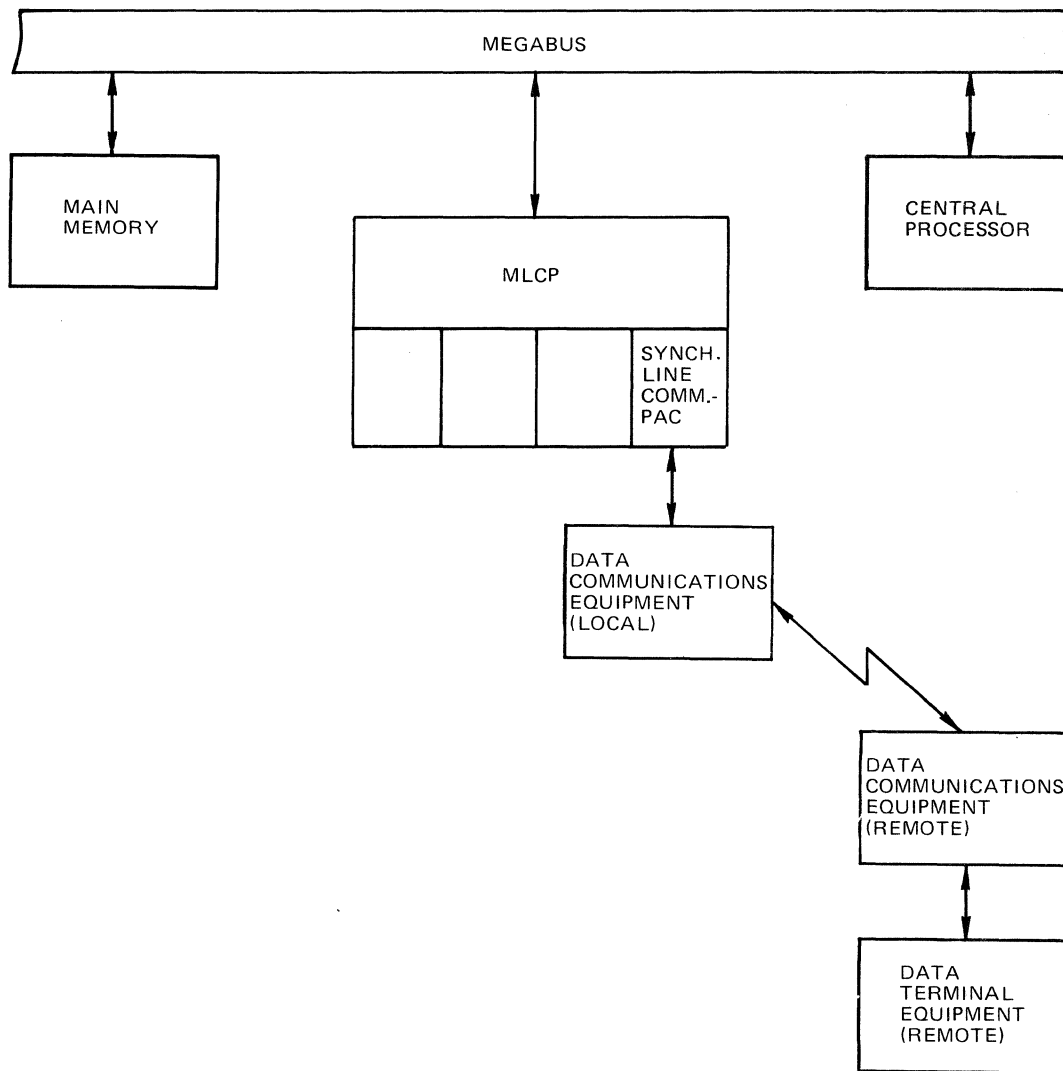 MEGABUS
MAIN
MEMORY
CENTRAL
PROCESSOR
MLCP
SYNCH.
LINE
COMM.-
PAC
DATA
COMMUNICATIONS
EQUIPMENT
(LOCAL)
DATA
COMMUNICATIONS
EQUIPMENT
(REMOTE)
DATA
TERMINAL
EQUIPMENT
(REMOTE)